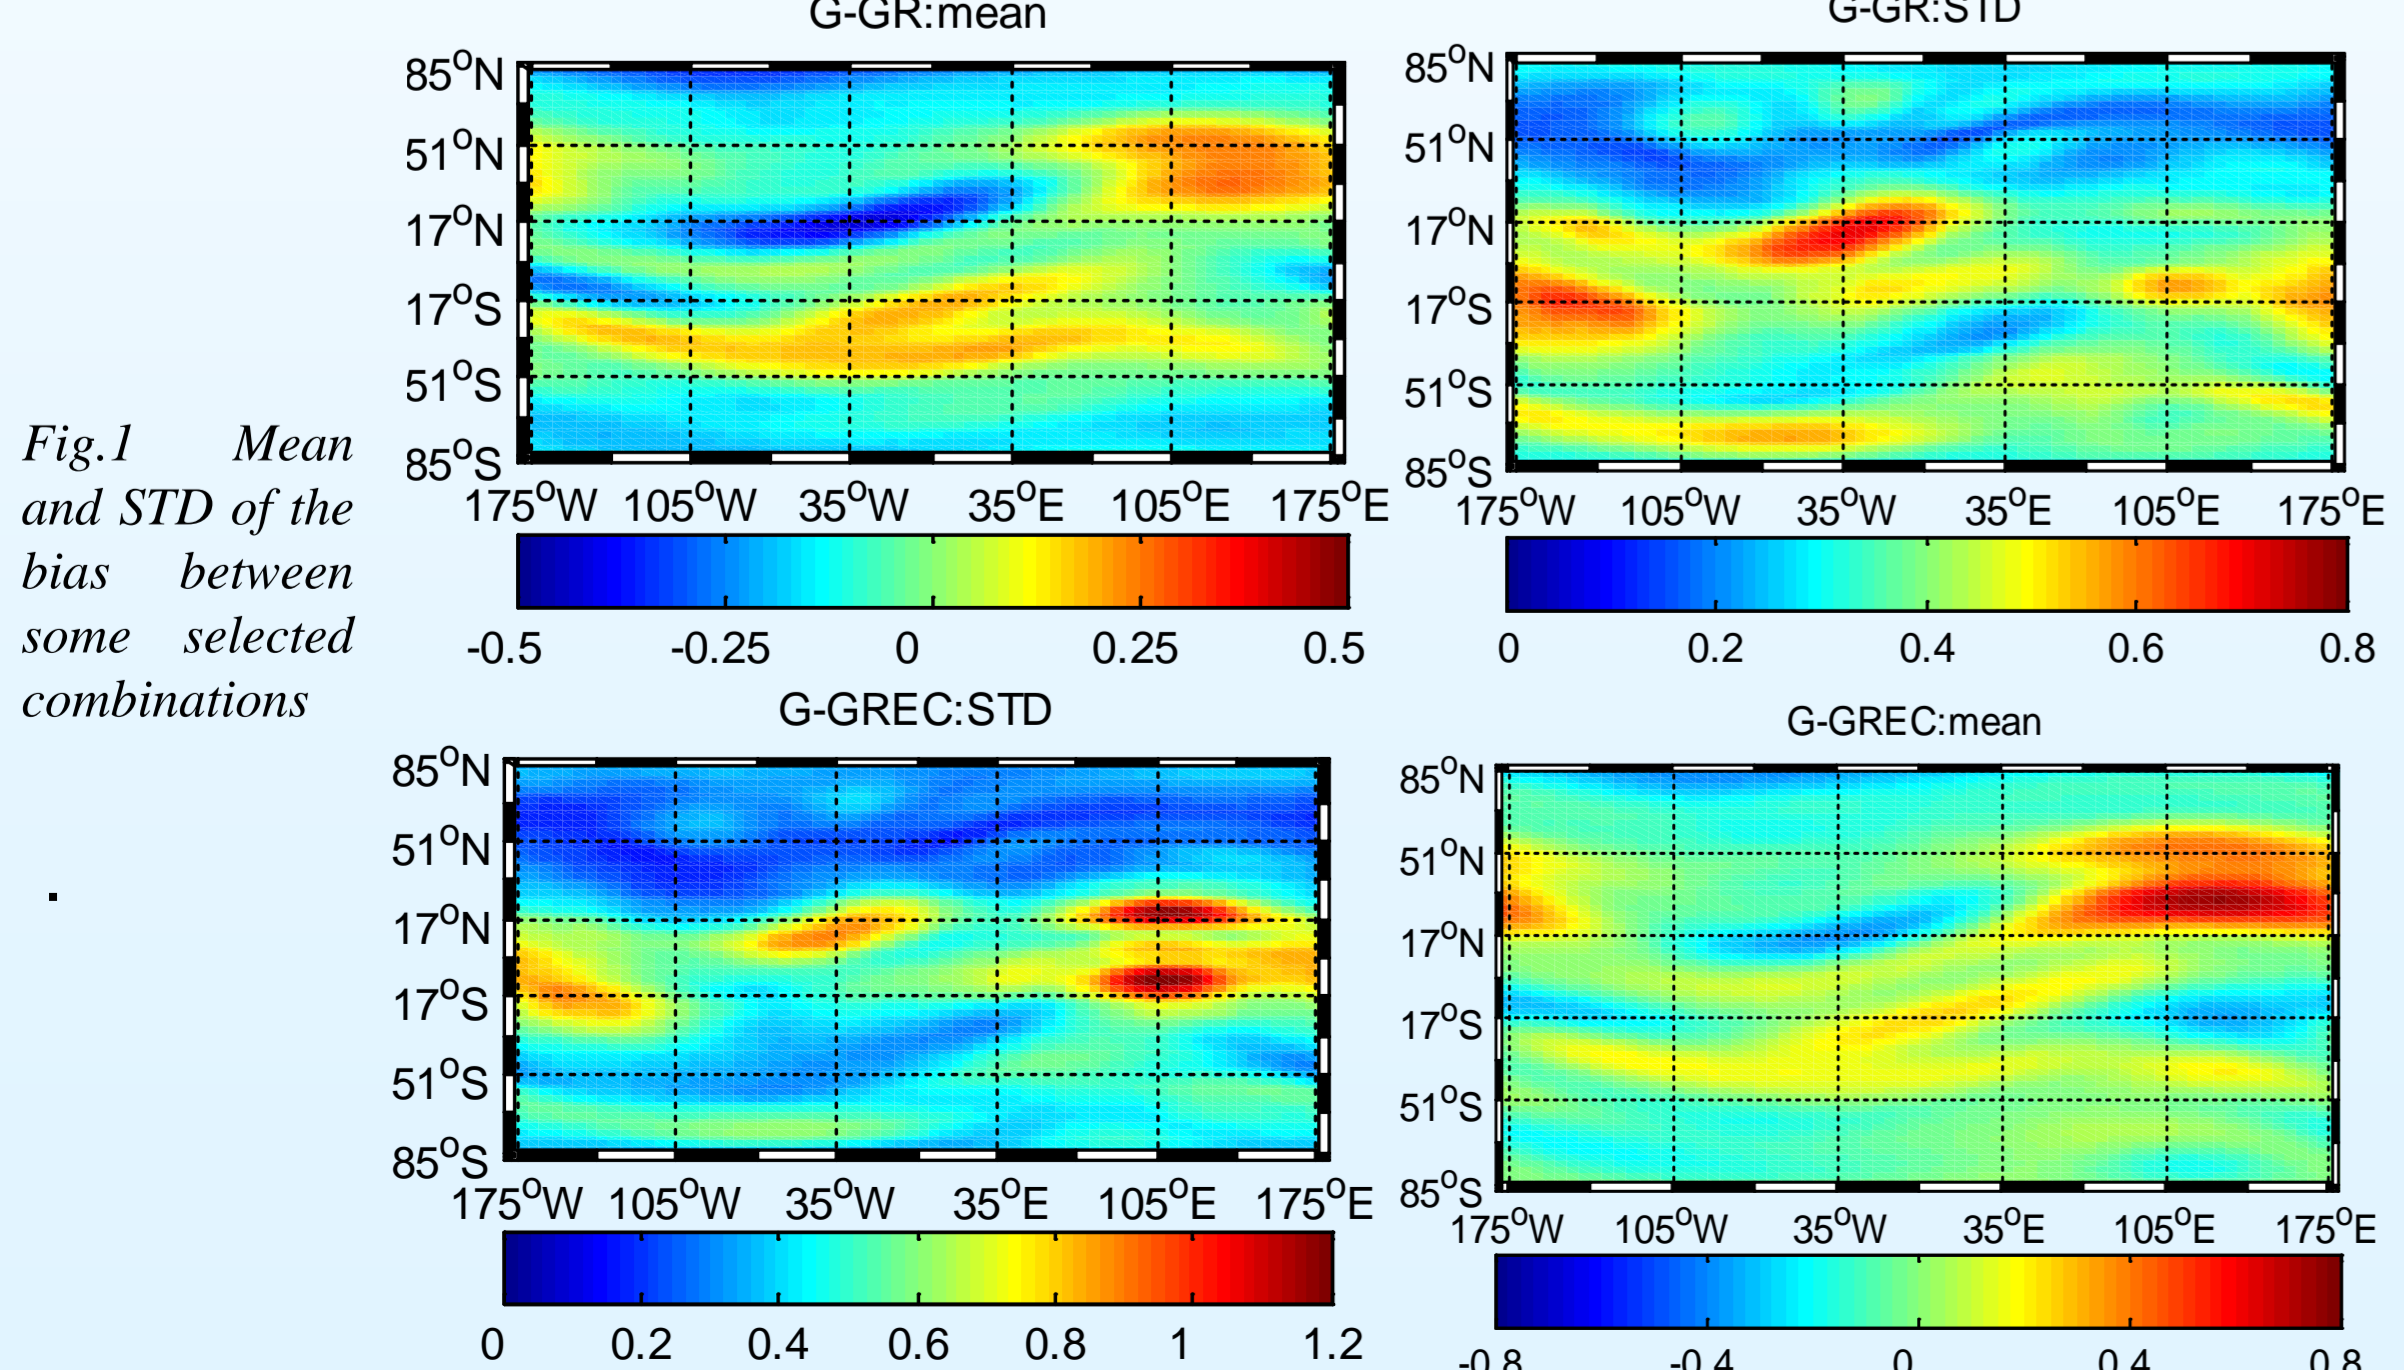 G-GR:mean
85°N
51°N
17°N
17°S
51°S
85°S
175°W 105°W 35°W 35°E 105°E 175°E
-0.5 -0.25 0 0.25 0.5
G-GR:STD
85°N
51°N
17°N
17°S
51°S
85°S
175°W 105°W 35°W 35°E 105°E 175°E
0 0.2 0.4 0.6 0.8
Fig.1 Mean
and STD of the
bias between
some selected
combinations
.
G-GREC:STD
85°N
51°N
17°N
17°S
51°S
85°S
175°W 105°W 35°W 35°E 105°E 175°E
0 0.2 0.4 0.6 0.8 1 1.2
G-GREC:mean
85°N
51°N
17°N
17°S
51°S
85°S
175°W 105°W 35°W 35°E 105°E 175°E
-0.8 -0.4 0 0.4 0.8